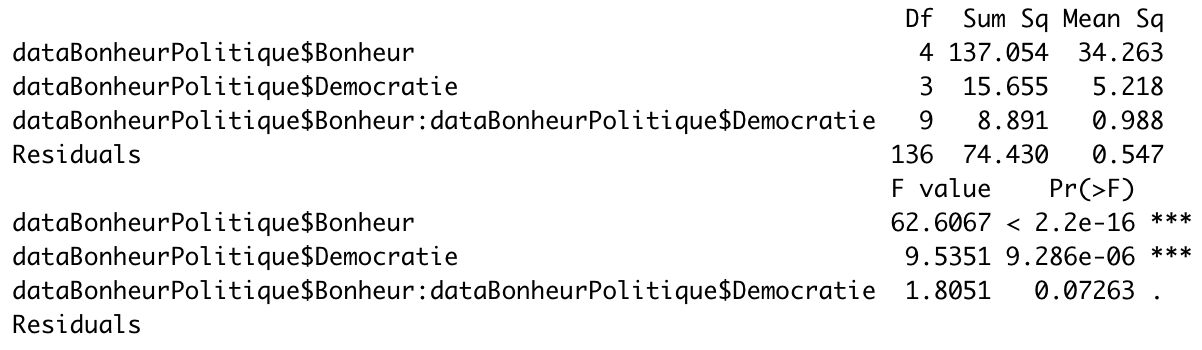 Df Sum Sq Mean Sq
dataBonheurPolitique$Bonheur 4 137.054 34.263
dataBonheurPolitique$Democratie 3 15.655 5.218
dataBonheurPolitique$Bonheur:dataBonheurPolitique$Democratie 9 8.891 0.988
Residuals 136 74.430 0.547
F value Pr(>F)
dataBonheurPolitique$Bonheur 62.6067 < 2.2e-16 ***
dataBonheurPolitique$Democratie 9.5351 9.286e-06 ***
dataBonheurPolitique$Bonheur:dataBonheurPolitique$Democratie 1.8051 0.07263 .
Residuals